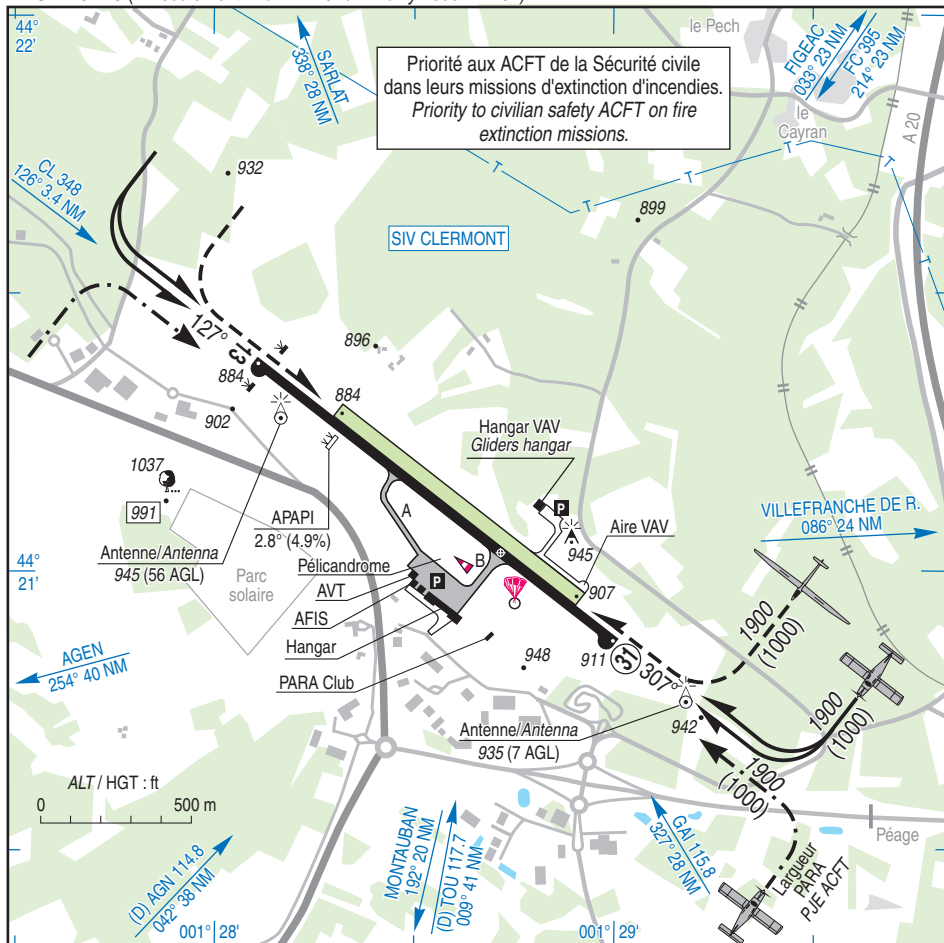 44°
22'
SARLAT
338° 28 NM
le Pech
FIGEAC
033° 23 NM
FC 395
214° 23 NM
Priorité aux ACFT de la Sécurité civile
dans leurs missions d'extinction d'incendies.
Priority to civilian safety ACFT on fire
extinction missions.
le
Cayran
A 20
T
T
T
T
T
T
CL 348
126° 3.4 NM
932
899
SIV CLERMONT
127°
13
896
884
884
902
Hangar VAV
Gliders hangar
P
1037
991
APAPI
2.8° (4.9%)
A
B
945
Aire VAV
VILLEFRANCHE DE R.
086° 24 NM
44°
21'
Antenne/Antenna
945 (56 AGL)
Parc
solaire
Pélicandrome
AVT
P
AFIS
Hangar
PARA Club
907
1900
(1000)
AGEN
254° 40 NM
948
911
31
307°
1900
(1000)
Antenne/Antenna
935 (7 AGL)
942
1900
(1000)
ALT / HGT : ft
0
500 m
Péage
(D) AGN 114.8
042° 38 NM
MONTAUBAN
192° 20 NM
(D) TOU 117.7
009° 41 NM
GAI 115.8
327° 28 NM
Largueur
PARA
PJE ACFT
001° 28'
001° 29'